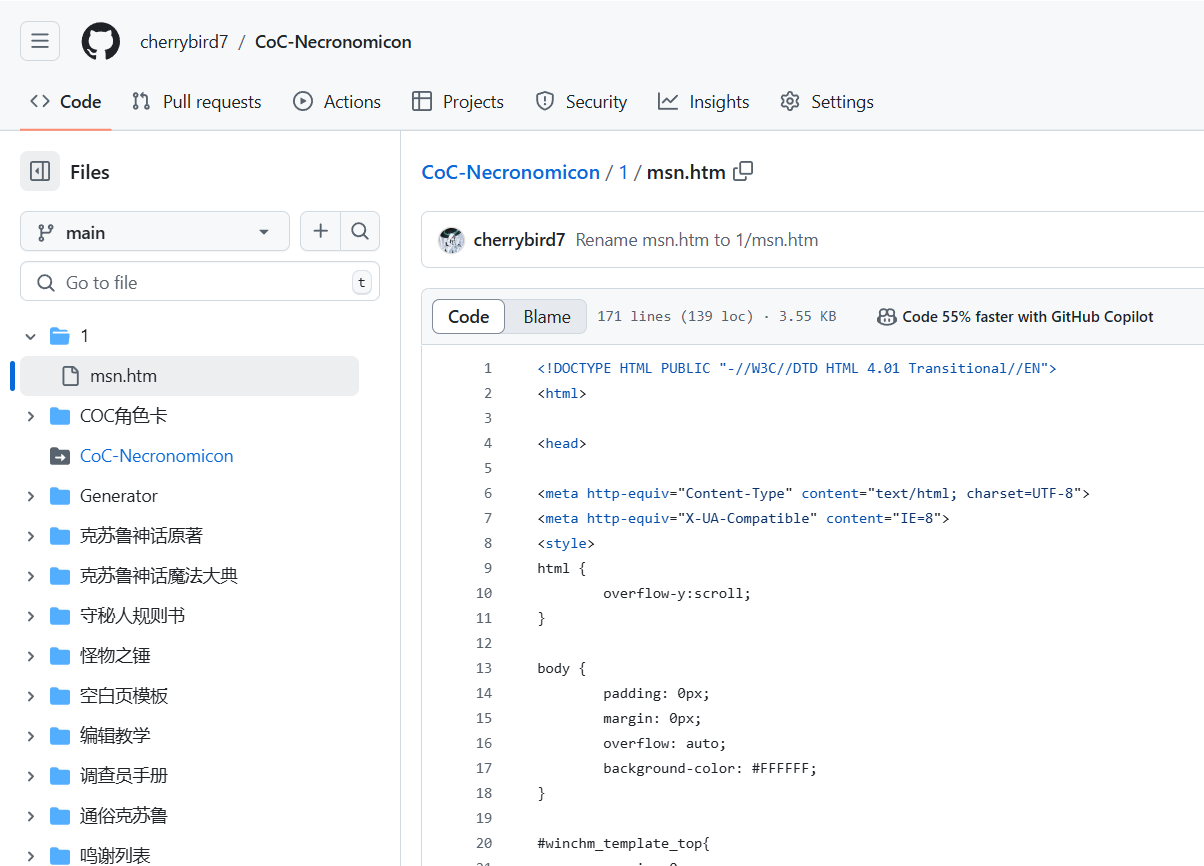 cherrybird7 / CoC-Necronomicon
Code Pull requests Actions Projects Security Insights Settings
Files
main
Go to file t
1
msn.htm
COC角色卡
CoC-Necronomicon
Generator
克苏鲁神话原著
克苏鲁神话魔法大典
守秘人规则书
怪物之锤
空白页模板
编辑教学
调查员手册
通俗克苏鲁
鸣谢列表
CoC-Necronomicon / 1 / msn.htm
cherrybird7 Rename msn.htm to 1/msn.htm
Code Blame 171 lines (139 loc) · 3.55 KB Code 55% faster with GitHub Copilot
1 <!DOCTYPE HTML PUBLIC "-//W3C//DTD HTML 4.01 Transitional//EN">
2 <html>
3
4 <head>
5
6 <meta http-equiv="Content-Type" content="text/html; charset=UTF-8">
7 <meta http-equiv="X-UA-Compatible" content="IE=8">
8 <style>
9 html {
10 overflow-y:scroll;
11 }
12
13 body {
14 padding: 0px;
15 margin: 0px;
16 overflow: auto;
17 background-color: #FFFFFF;
18 }
19
20 #winchm_template_top{